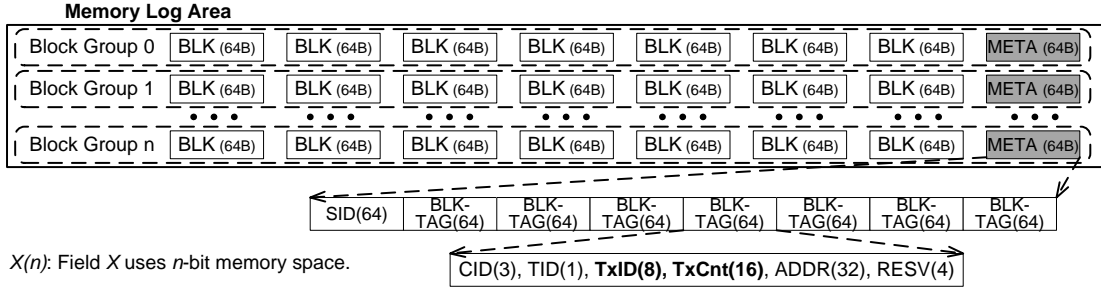 Memory Log Area
Block Group 0 BLK (64B) BLK (64B) BLK (64B) BLK (64B) BLK (64B) BLK (64B) BLK (64B) META (64B)
Block Group 1 BLK (64B) BLK (64B) BLK (64B) BLK (64B) BLK (64B) BLK (64B) BLK (64B) META (64B)
Block Group n BLK (64B) BLK (64B) BLK (64B) BLK (64B) BLK (64B) BLK (64B) BLK (64B) META (64B)
SID(64) BLK-TAG(64) BLK-TAG(64) BLK-TAG(64) BLK-TAG(64) BLK-TAG(64) BLK-TAG(64) BLK-TAG(64)
X(n): Field X uses n-bit memory space.
CID(3), TID(1), TxID(8), TxCnt(16), ADDR(32), RESV(4)